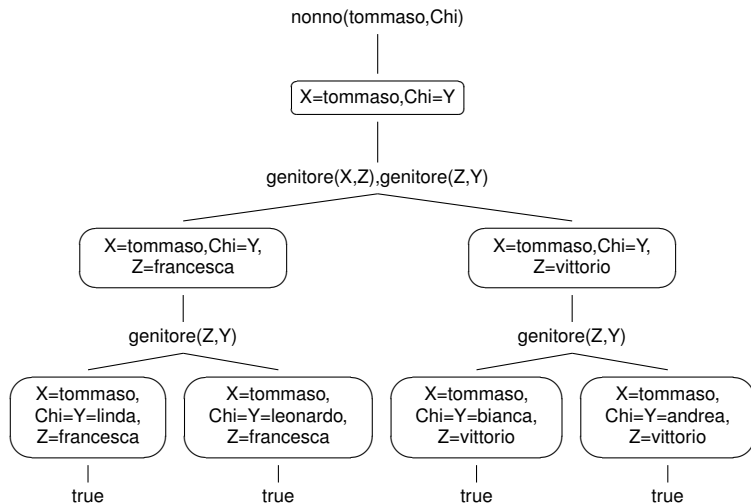 nonno(tommaso,Chi)
X=tommaso,Chi=Y
genitore(X,Z),genitore(Z,Y)
X=tommaso,Chi=Y,
Z=francesca
X=tommaso,Chi=Y,
Z=vittorio
genitore(Z,Y)
genitore(Z,Y)
X=tommaso,
Chi=Y=linda,
Z=francesca
X=tommaso,
Chi=Y=leonardo,
Z=francesca
X=tommaso,
Chi=Y=bianca,
Z=vittorio
X=tommaso,
Chi=Y=andrea,
Z=vittorio
true
true
true
true